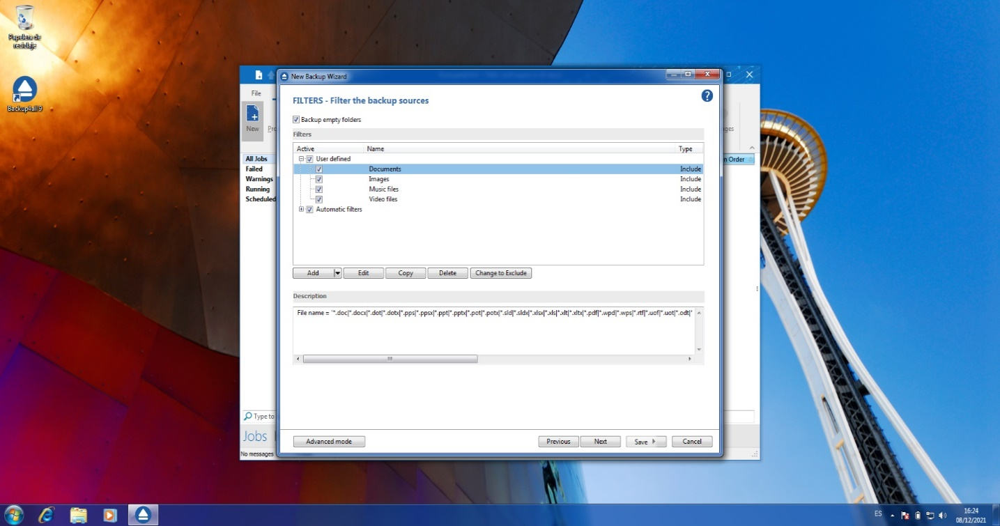 Papelera de
reciclaje
Backup4all 9
New Backup Wizard
File
New
All Jobs
Failed
Warnings
Running
Scheduled
n Order
Type to
Jobs
No messages
FILTERS - Filter the backup sources
?
Backup empty folders
Filters
Active Name Type
User defined
Documents Include
Images Include
Music files Include
Video files Include
Automatic filters
Add Edit Copy Delete Change to Exclude
Description
File name = '*.doc|*.docx|*.dot|*.dotx|*.pps|*.ppsx|*.ppt|*.pptx|*.pot|*.potx|*.sld|*.sldx|*.xlsx|*.xls|*.xlt|*.xltx|*.pdf|*.wpd|*.wps|*.rtf|*.uof|*.uot|*.odt|*
Advanced mode Previous Next Save Cancel
ES
16:24
08/12/2021